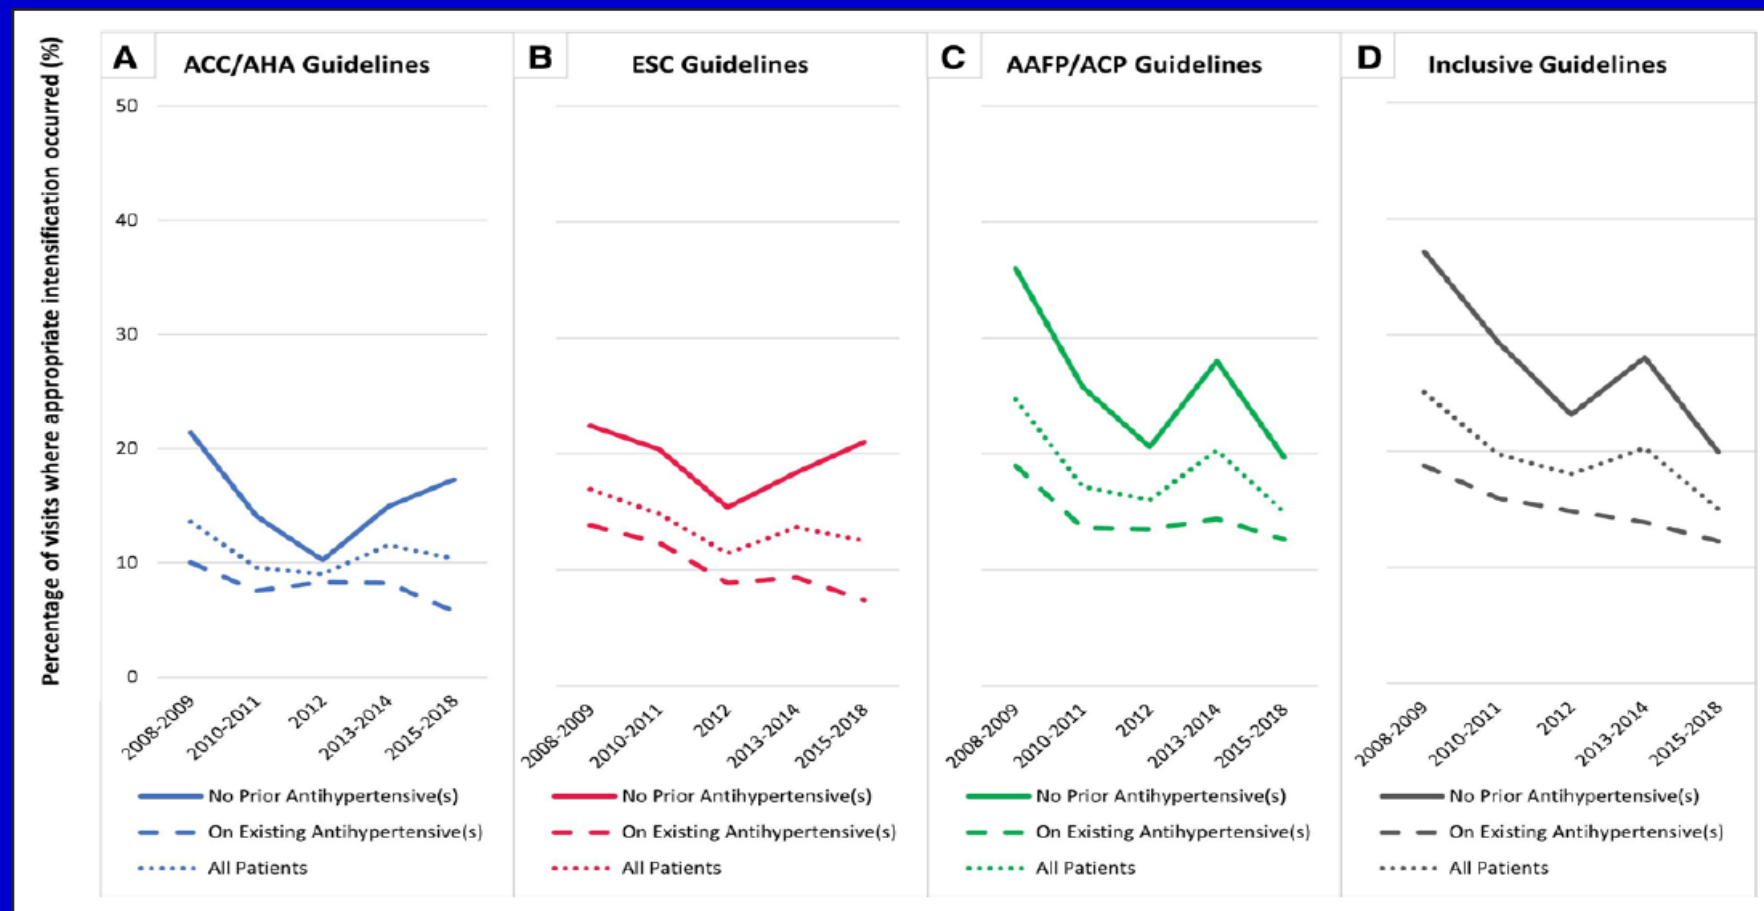 Percentage of visits where appropriate intensification occurred (%)
A
ACC/AHA Guidelines
50
40
30
20
10
0
2008-2009
2010-2011
2012
2013-2014
2015-2018
No Prior Antihypertensive(s)
On Existing Antihypertensive(s)
All Patients
B
ESC Guidelines
2008-2009
2010-2011
2012
2013-2014
2015-2018
No Prior Antihypertensive(s)
On Existing Antihypertensive(s)
All Patients
C
AAFP/ACP Guidelines
2008-2009
2010-2011
2012
2013-2014
2015-2018
No Prior Antihypertensive(s)
On Existing Antihypertensive(s)
All Patients
D
Inclusive Guidelines
2008-2009
2010-2011
2012
2013-2014
2015-2018
No Prior Antihypertensive(s)
On Existing Antihypertensive(s)
All Patients